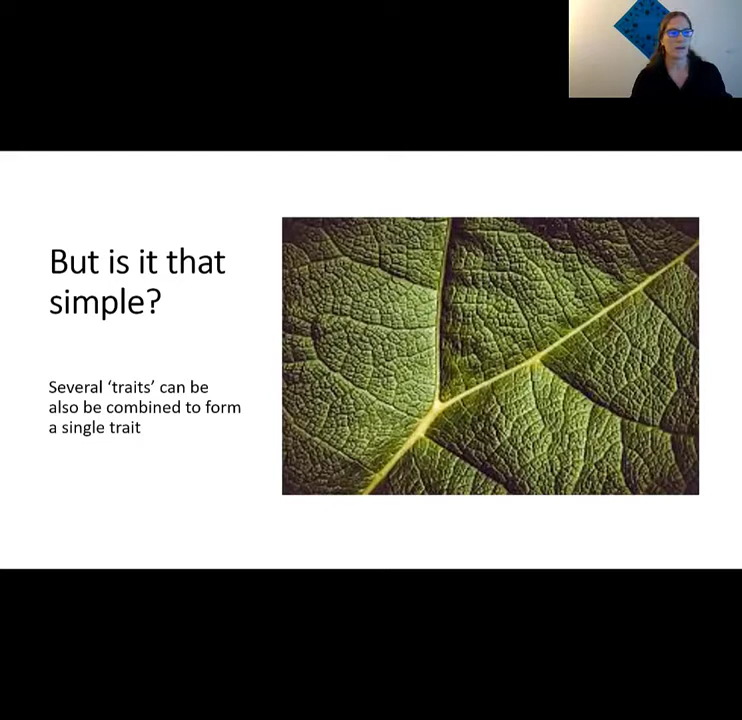 But is it that
simple?
Several ‘traits’ can be
also be combined to form
a single trait